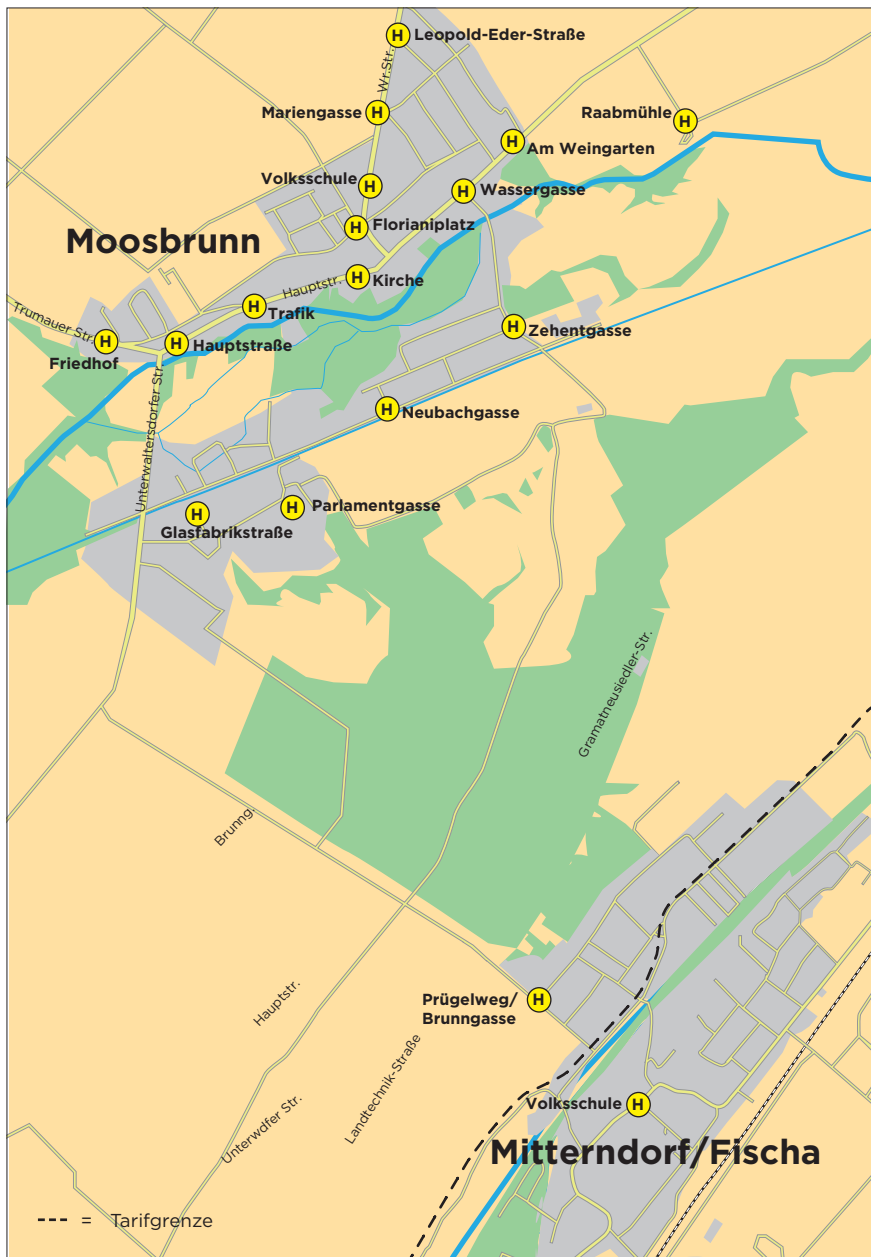 H Leopold-Eder-Straße
Wr.Str.
Mariengasse H
Raabmühle H
H Am Weingarten
Volksschule H
H Wassergasse
H Florianiplatz
Moosbrunn
H Kirche
Hauptstr.
H Trafik
Trumauer Str.
H Friedhof
H Hauptstraße
H Zehentgasse
Unterwaltersdorfer Str.
H Neubachgasse
H Parlamentgasse
H Glasfabrikstraße
Gramatneusiedler-Str.
Brunng.
Hauptstr.
Prügelweg/ H
Brunngasse
Landtechnik-Straße
Unterwdfer Str.
Volksschule H
Mitterndorf/Fischa
= Tarifgrenze